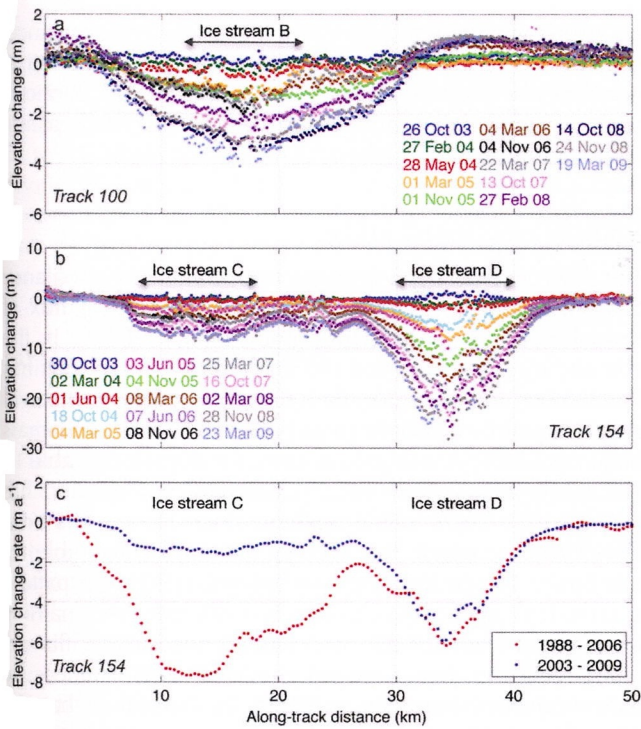 a
Ice stream B
Elevation change (m)
2
0
-2
-4
-6
26 Oct 03 04 Mar 06 14 Oct 08
27 Feb 04 04 Nov 06 24 Nov 08
28 May 04 22 Mar 07 19 Mar 09
01 Mar 05 13 Oct 07
01 Nov 05 27 Feb 08
Track 100
b
Ice stream C Ice stream D
Elevation change (m)
10
0
-10
-20
-30
30 Oct 03 03 Jun 05 25 Mar 07
02 Mar 04 04 Nov 05 16 Oct 07
01 Jun 04 08 Mar 06 02 Mar 08
18 Oct 04 07 Jun 06 28 Nov 08
04 Mar 05 08 Nov 06 23 Mar 09
Track 154
c
Ice stream C Ice stream D
Elevation change rate (m a⁻¹)
2
0
-2
-4
-6
-8
Track 154
1988 - 2006
2003 - 2009
10 20 30 40 50
Along-track distance (km)